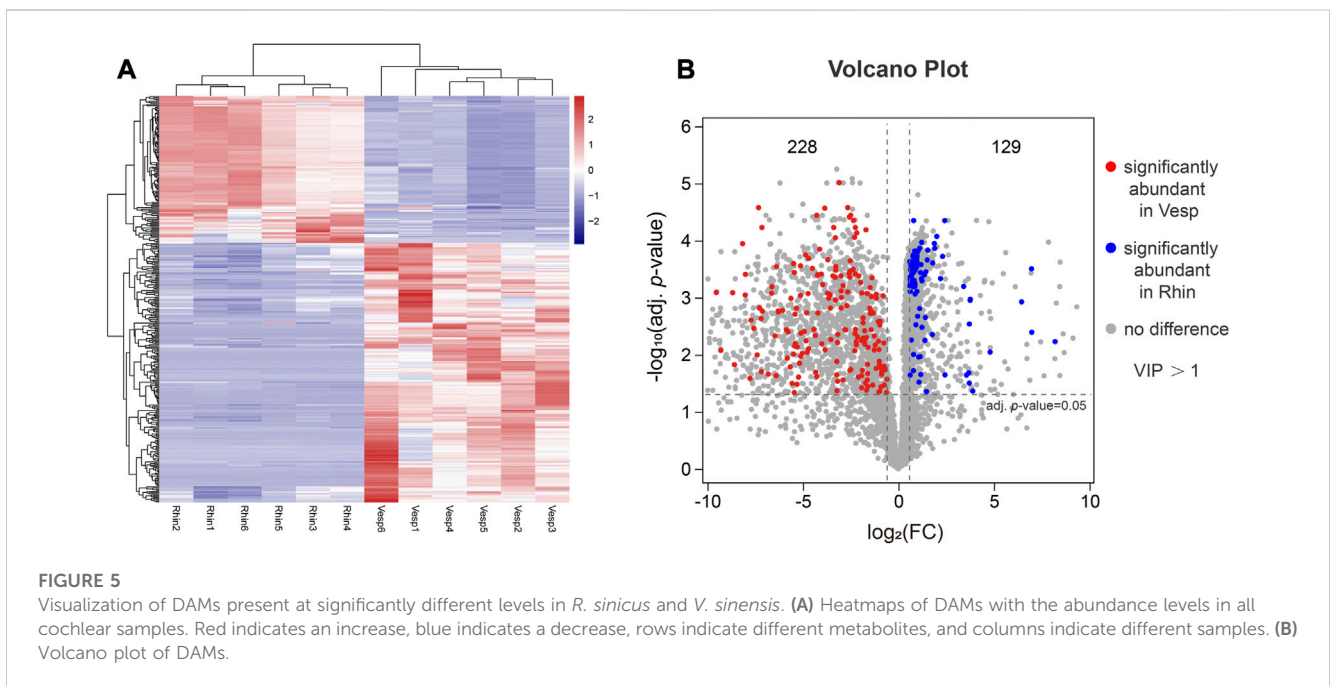 A
2
1
0
−1
−2
Rhin2
Rhin1
Rhin6
Rhin5
Rhin3
Rhin4
Vesp6
Vesp1
Vesp4
Vesp5
Vesp2
Vesp3
B
Volcano Plot
228
129
6
5
4
3
2
1
0
-log₁₀(adj. p-value)
adj. p-value=0.05
-10
-5
0
5
10
log₂(FC)
significantly
abundant
in Vesp
significantly
abundant
in Rhin
no difference
VIP > 1
FIGURE 5
Visualization of DAMs present at significantly different levels in R. sinicus and V. sinensis. (A) Heatmaps of DAMs with the abundance levels in all
cochlear samples. Red indicates an increase, blue indicates a decrease, rows indicate different metabolites, and columns indicate different samples. (B)
Volcano plot of DAMs.